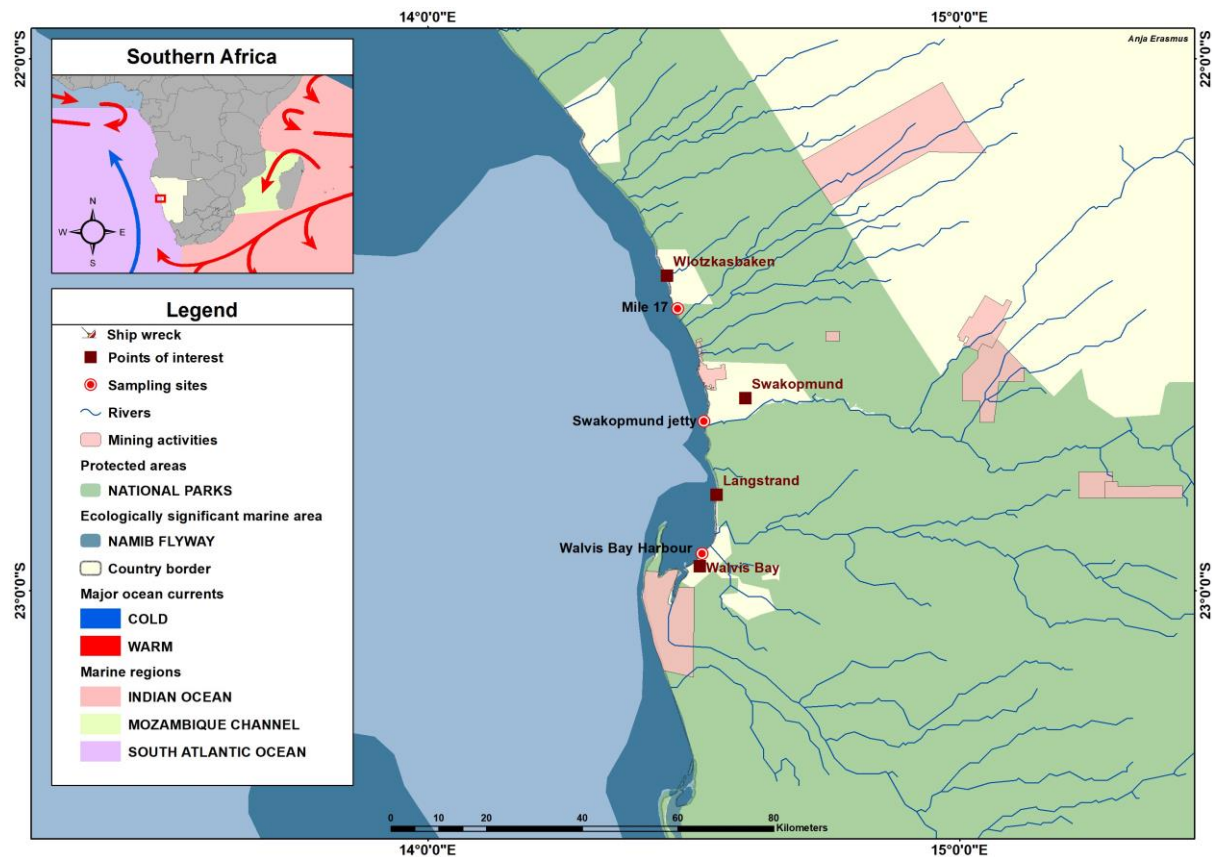 14°0'0"E
15°0'0"E
Anja Erasmus
22°0'0"S
22°0'0"S
Southern Africa
N
W
E
S
Legend
Ship wreck
Points of interest
Sampling sites
Rivers
Mining activities
Protected areas
NATIONAL PARKS
Ecologically significant marine area
NAMIB FLYWAY
Country border
Major ocean currents
COLD
WARM
Marine regions
INDIAN OCEAN
MOZAMBIQUE CHANNEL
SOUTH ATLANTIC OCEAN
Wlotzkasbaken
Mile 17
Swakopmund
Swakopmund jetty
Langstrand
Walvis Bay Harbour
Walvis Bay
23°0'0"S
23°0'0"S
0 10 20 40 60 80
Kilometers
14°0'0"E
15°0'0"E